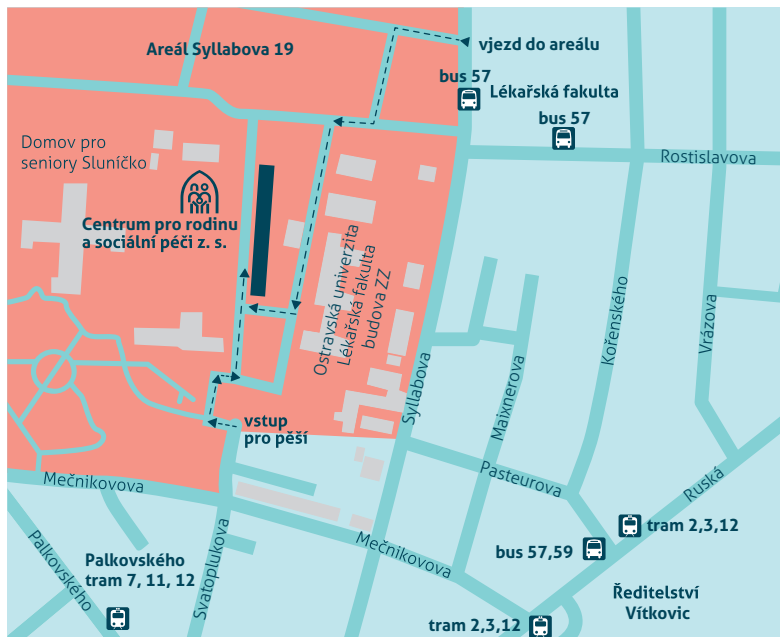 Areál Syllabova 19
vjezd do areálu
bus 57
Lékařská fakulta
bus 57
Domov pro
seniory Sluníčko
Rostislavova
Centrum pro rodinu
a sociální péči z. s.
Ostravská univerzita
Lékařská fakulta
budova ZZ
Kořenského
Vrázova
Syllabova
Maixnerova
vstup
pro pěší
Mečnikovova
Pasteurova
Ruská
tram 2,3,12
Palkovského
Svatoplukova
Mečnikovova
bus 57,59
Palkovského
tram 7, 11, 12
Ředitelství
Vítkovic
tram 2,3,12